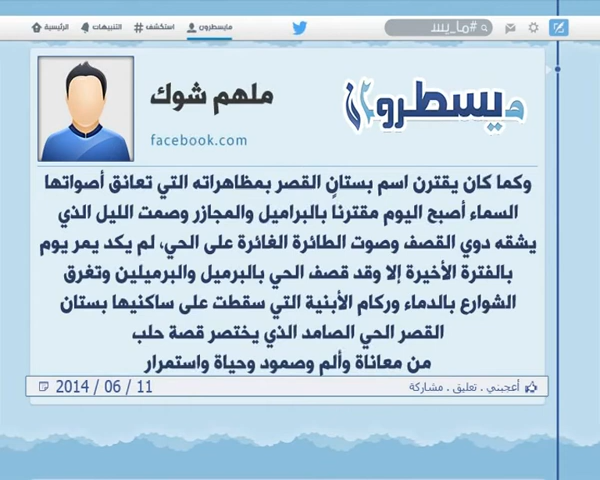 الرئيسية التنبيهات # استكشف مايسطرون #ما_يس
ملهم شوك
مايسطرون
facebook.com
وكما كان يقترن اسم بستانِ القصر بمظاهراته التي تعانق أصواتها
السماء أصبح اليوم مقترنا بالبراميل والمجازر وصمت الليل الذي
يشقه دوي القصف وصوت الطائرة الغائرة على الحي، لم يكد يمر يوم
بالفترة الأخيرة إلا وقد قصف الحي بالبرميل والبرميلين وتغرق
الشوارع بالدماء وركام الأبنية التي سقطت على ساكنيها بستان
القصر الحي الصامد الذي يختصر قصة حلب
من معاناة وألم وصمود وحياة واستمرار
أعجبني . تعليق . مشاركة 11 / 06 / 2014